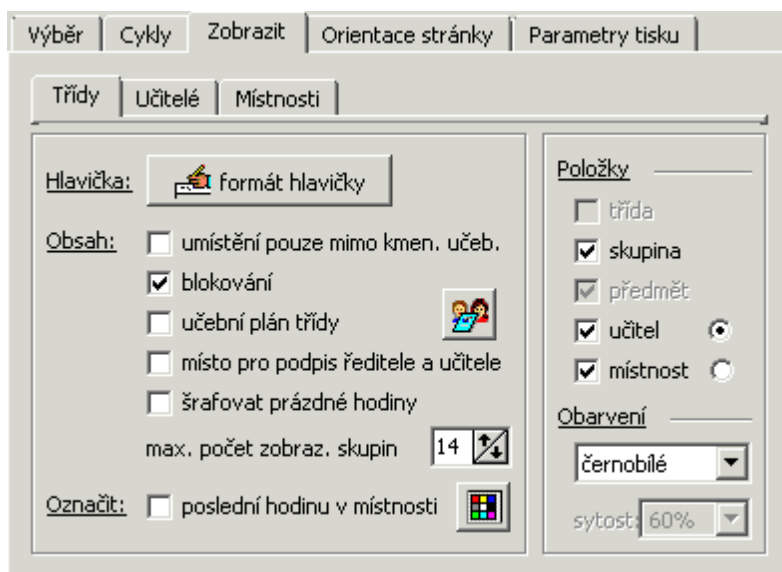 Výběr Cykly Zobrazit Orientace stránky Parametry tisku
Třídy Učitelé Místnosti
Hlavička: formát hlavičky
Obsah: umístění pouze mimo kmen. učeb.
blokování
učební plán třídy
místo pro podpis ředitele a učitele
šrafovat prázdné hodiny
max. počet zobraz. skupin 14
Označit: poslední hodinu v místnosti
Položky
třída
skupina
předmět
učitel
místnost
Obarvení
černobílé
sytost: 60%